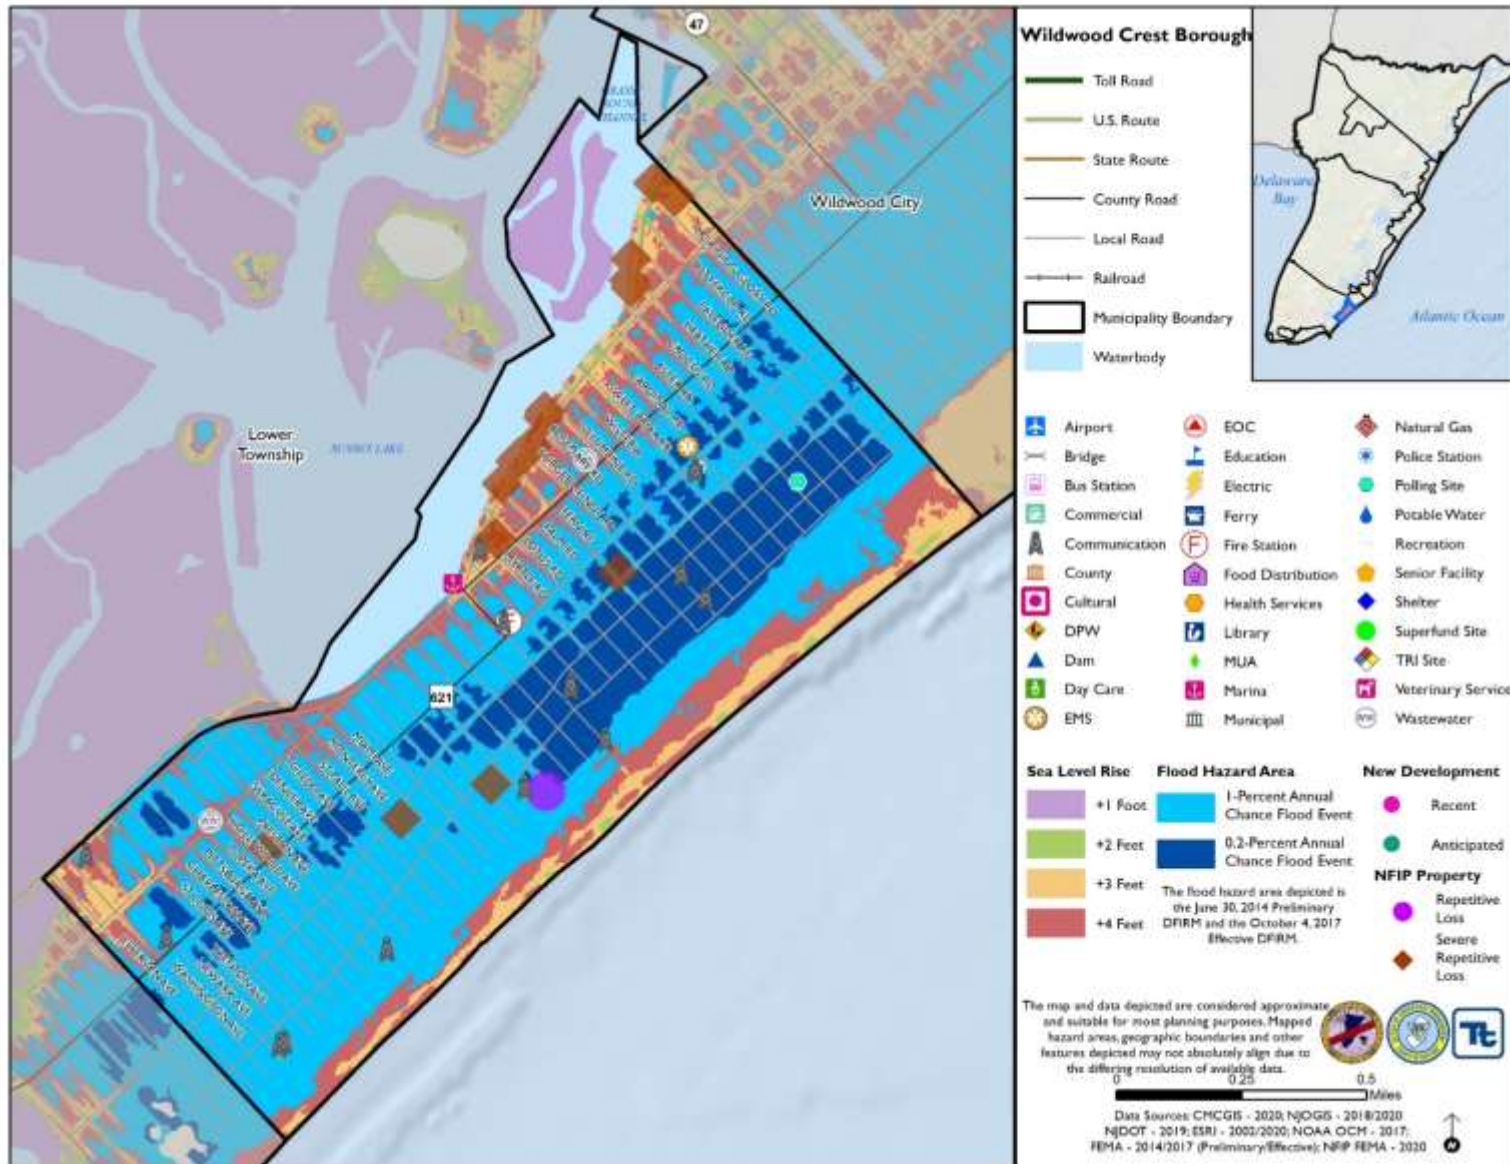 47
Wildwood City
Lower
Township
SUNSET LAKE
621
F
Wildwood Crest Borough
Toll Road
U.S. Route
State Route
County Road
Local Road
Railroad
Municipality Boundary
Waterbody
Delaware
Bay
Atlantic Ocean
Airport
Bridge
Bus Station
Commercial
Communication
County
Cultural
DPW
Dam
Day Care
EMS
EOC
Education
Electric
Ferry
Fire Station
Food Distribution
Health Services
Library
MUA
Marina
Municipal
Natural Gas
Police Station
Polling Site
Potable Water
Recreation
Senior Facility
Shelter
Superfund Site
TRI Site
Veterinary Service
Wastewater
Sea Level Rise
+1 Foot
+2 Feet
+3 Feet
+4 Feet
Flood Hazard Area
1-Percent Annual
Chance Flood Event
0.2-Percent Annual
Chance Flood Event
The flood hazard area depicted is
the June 30, 2014 Preliminary
DFIRM and the October 4, 2017
Effective DFIRM.
New Development
Recent
Anticipated
NFIP Property
Repetitive
Loss
Severe
Repetitive
Loss
The map and data depicted are considered approximate
and suitable for most planning purposes. Mapped
hazard areas, geographic boundaries and other
features depicted may not absolutely align due to
the differing resolution of available data.
Tt
0 0.25 0.5
Miles
Data Sources: CMCGIS - 2020; NJOGIS - 2018/2020
NJDOT - 2019; ESRI - 2002/2020; NOAA OCM - 2017;
FEMA - 2014/2017 (Preliminary/Effective); NFIP FEMA - 2020
N